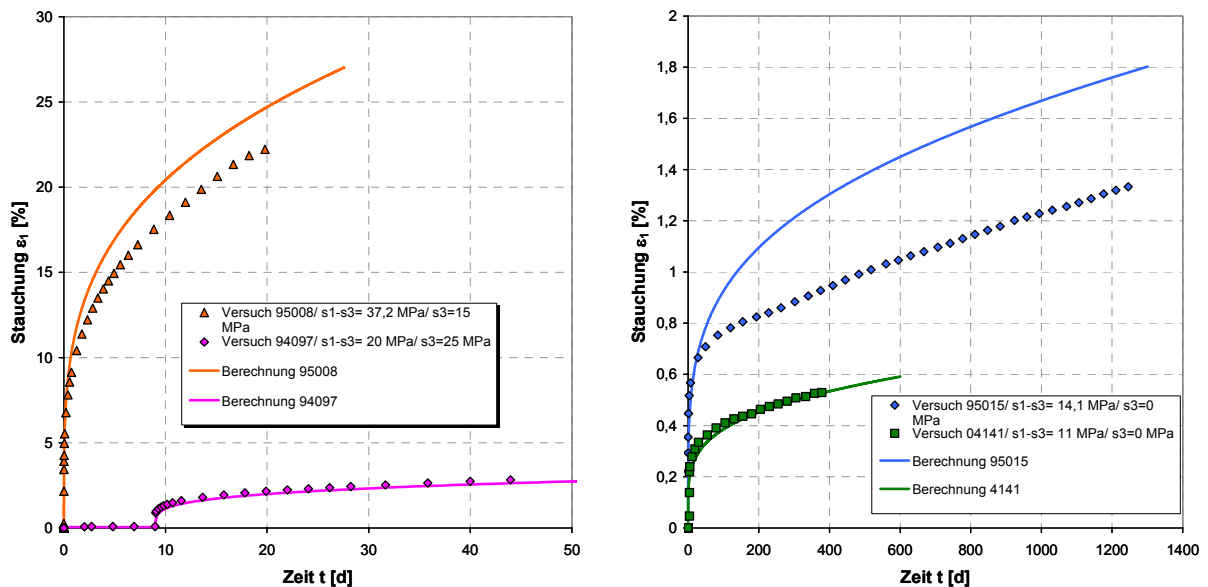 30
25
20
15
10
5
0
0
10
20
30
40
50
Stauchung ε1 [%]
Zeit t [d]
Versuch 95008/ s1-s3= 37,2 MPa/ s3=15
MPa
Versuch 94097/ s1-s3= 20 MPa/ s3=25 MPa
Berechnung 95008
Berechnung 94097
2
1,8
1,6
1,4
1,2
1
0,8
0,6
0,4
0,2
0
0
200
400
600
800
1000
1200
1400
Stauchung ε1 [%]
Zeit t [d]
Versuch 95015/ s1-s3= 14,1 MPa/ s3=0
MPa
Versuch 04141/ s1-s3= 11 MPa/ s3=0 MPa
Berechnung 95015
Berechnung 4141